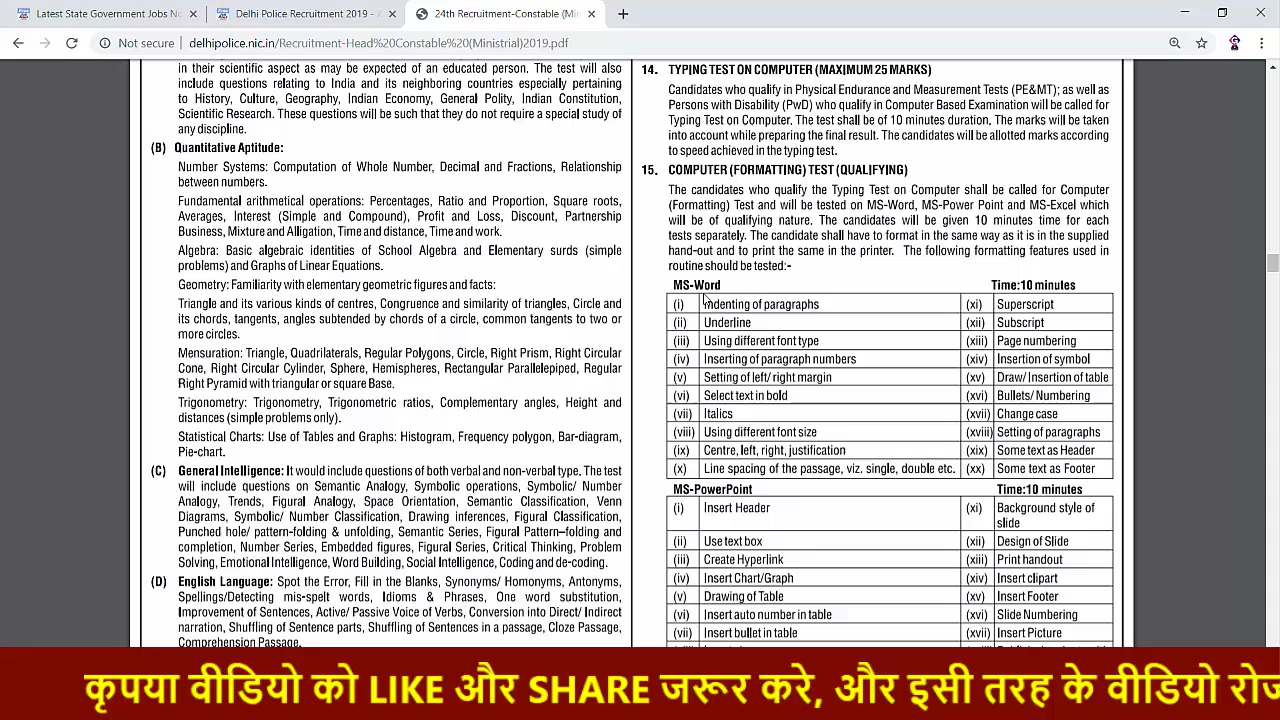 Latest State Government Jobs No
Delhi Police Recruitment 2019 -
24th Recruitment-Constable (Min
Not secure | delhipolice.nic.in/Recruitment-Head%20Constable%20(Ministrial)2019.pdf
in their scientific aspect as may be expected of an educated person. The test will also
include questions relating to India and its neighboring countries especially pertaining
to History, Culture, Geography, Indian Economy, General Polity, Indian Constitution,
Scientific Research. These questions will be such that they do not require a special study of
any discipline.
(B) Quantitative Aptitude:
Number Systems: Computation of Whole Number, Decimal and Fractions, Relationship
between numbers.
Fundamental arithmetical operations: Percentages, Ratio and Proportion, Square roots,
Averages, Interest (Simple and Compound), Profit and Loss, Discount, Partnership
Business, Mixture and Alligation, Time and distance, Time and work.
Algebra: Basic algebraic identities of School Algebra and Elementary surds (simple
problems) and Graphs of Linear Equations.
Geometry: Familiarity with elementary geometric figures and facts:
Triangle and its various kinds of centres, Congruence and similarity of triangles, Circle and
its chords, tangents, angles subtended by chords of a circle, common tangents to two or
more circles.
Mensuration: Triangle, Quadrilaterals, Regular Polygons, Circle, Right Prism, Right Circular
Cone, Right Circular Cylinder, Sphere, Hemispheres, Rectangular Parallelepiped, Regular
Right Pyramid with triangular or square Base.
Trigonometry: Trigonometry, Trigonometric ratios, Complementary angles, Height and
distances (simple problems only).
Statistical Charts: Use of Tables and Graphs: Histogram, Frequency polygon, Bar-diagram,
Pie-chart.
(C) General Intelligence: It would include questions of both verbal and non-verbal type. The test
will include questions on Semantic Analogy, Symbolic operations, Symbolic/ Number
Analogy, Trends, Figural Analogy, Space Orientation, Semantic Classification, Venn
Diagrams, Symbolic/ Number Classification, Drawing inferences, Figural Classification,
Punched hole/ pattern-folding & unfolding, Semantic Series, Figural Pattern–folding and
completion, Number Series, Embedded figures, Figural Series, Critical Thinking, Problem
Solving, Emotional Intelligence, Word Building, Social Intelligence, Coding and de-coding.
(D) English Language: Spot the Error, Fill in the Blanks, Synonyms/ Homonyms, Antonyms,
Spellings/Detecting mis-spelt words, Idioms & Phrases, One word substitution,
Improvement of Sentences, Active/ Passive Voice of Verbs, Conversion into Direct/ Indirect
narration, Shuffling of Sentence parts, Shuffling of Sentences in a passage, Cloze Passage,
Comprehension Passage.
14. TYPING TEST ON COMPUTER (MAXIMUM 25 MARKS)
Candidates who qualify in Physical Endurance and Measurement Tests (PE&MT); as well as
Persons with Disability (PwD) who qualify in Computer Based Examination will be called for
Typing Test on Computer. The test shall be of 10 minutes duration. The marks will be taken
into account while preparing the final result. The candidates will be allotted marks according
to speed achieved in the typing test.
15. COMPUTER (FORMATTING) TEST (QUALIFYING)
The candidates who qualify the Typing Test on Computer shall be called for Computer
(Formatting) Test and will be tested on MS-Word, MS-Power Point and MS-Excel which
will be of qualifying nature. The candidates will be given 10 minutes time for each
tests separately. The candidate shall have to format in the same way as it is in the supplied
hand-out and to print the same in the printer. The following formatting features used in
routine should be tested:-
MS-Word Time:10 minutes
(i) Indenting of paragraphs (xi) Superscript
(ii) Underline (xii) Subscript
(iii) Using different font type (xiii) Page numbering
(iv) Inserting of paragraph numbers (xiv) Insertion of symbol
(v) Setting of left/ right margin (xv) Draw/ Insertion of table
(vi) Select text in bold (xvi) Bullets/ Numbering
(vii) Italics (xvii) Change case
(viii) Using different font size (xviii) Setting of paragraphs
(ix) Centre, left, right, justification (xix) Some text as Header
(x) Line spacing of the passage, viz. single, double etc. (xx) Some text as Footer
MS-PowerPoint Time:10 minutes
(i) Insert Header (xi) Background style of
slide
(ii) Use text box (xii) Design of Slide
(iii) Create Hyperlink (xiii) Print handout
(iv) Insert Chart/Graph (xiv) Insert clipart
(v) Drawing of Table (xv) Insert Footer
(vi) Insert auto number in table (xvi) Slide Numbering
(vii) Insert bullet in table (xvii) Insert Picture
कृपया वीडियो को LIKE और SHARE जरूर करे, और इसी तरह के वीडियो रोज